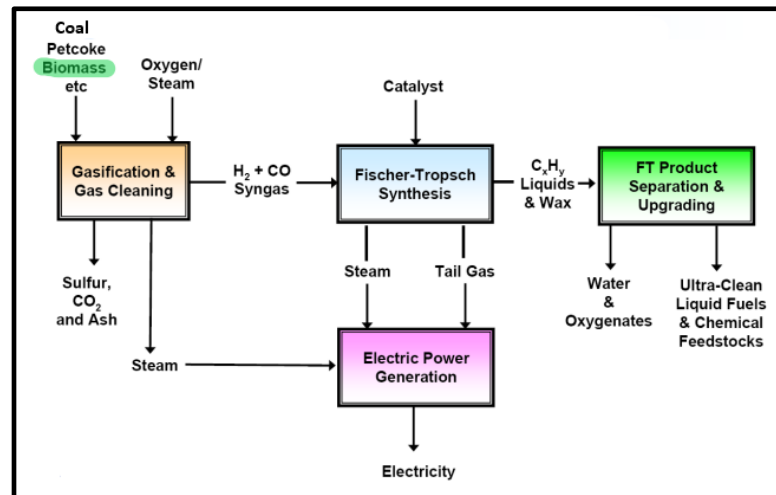 Coal
Petcoke
Biomass
etc
Oxygen/
Steam
Catalyst
Gasification &
Gas Cleaning
H₂ + CO
Syngas
Fischer-Tropsch
Synthesis
CₓHᵧ
Liquids
& Wax
FT Product
Separation &
Upgrading
Sulfur,
CO₂
and Ash
Steam
Steam
Tail Gas
Water
&
Oxygenates
Ultra-Clean
Liquid Fuels
& Chemical
Feedstocks
Electric Power
Generation
Electricity